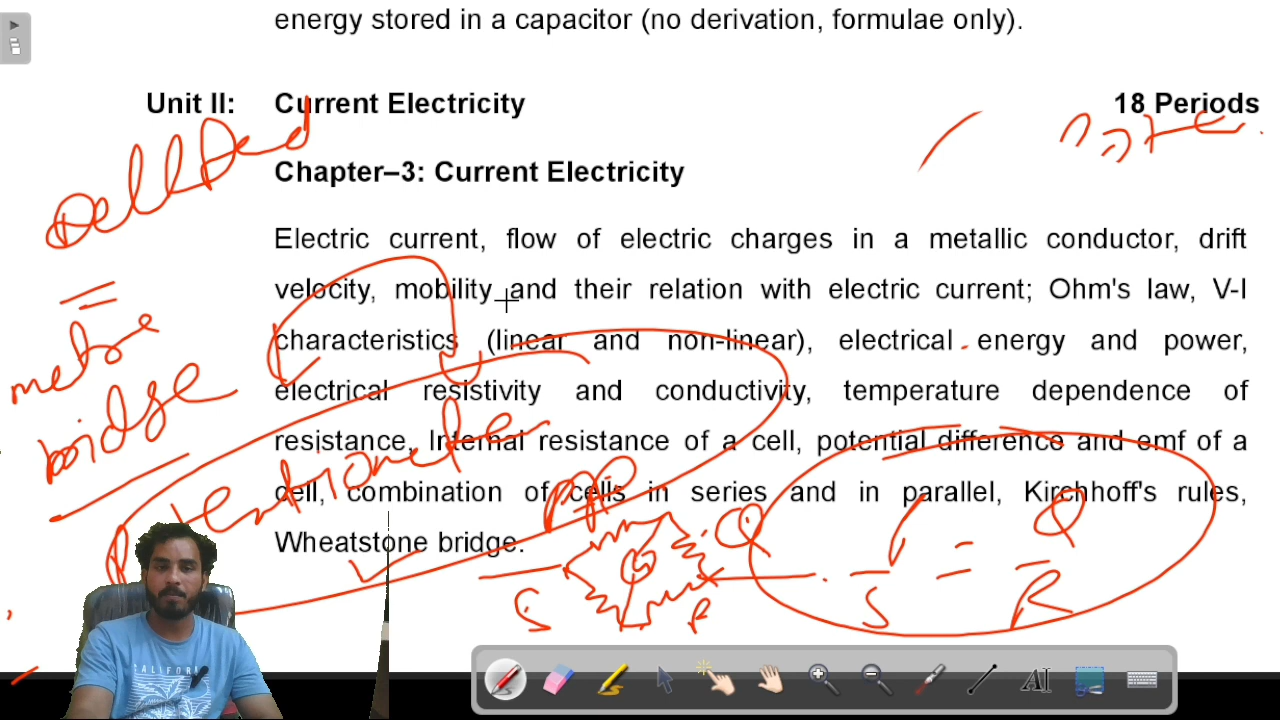 energy stored in a capacitor (no derivation, formulae only).
Unit II: Current Electricity 18 Periods
Chapter–3: Current Electricity
Electric current, flow of electric charges in a metallic conductor, drift
velocity, mobility and their relation with electric current; Ohm's law, V-I
characteristics (linear and non-linear), electrical energy and power,
electrical resistivity and conductivity, temperature dependence of
resistance, Internal resistance of a cell, potential difference and emf of a
cell, combination of cells in series and in parallel, Kirchhoff's rules,
Wheatstone bridge.
metre
bridge
Q
S
R
G
S = Q
R
CALIFOR
AI